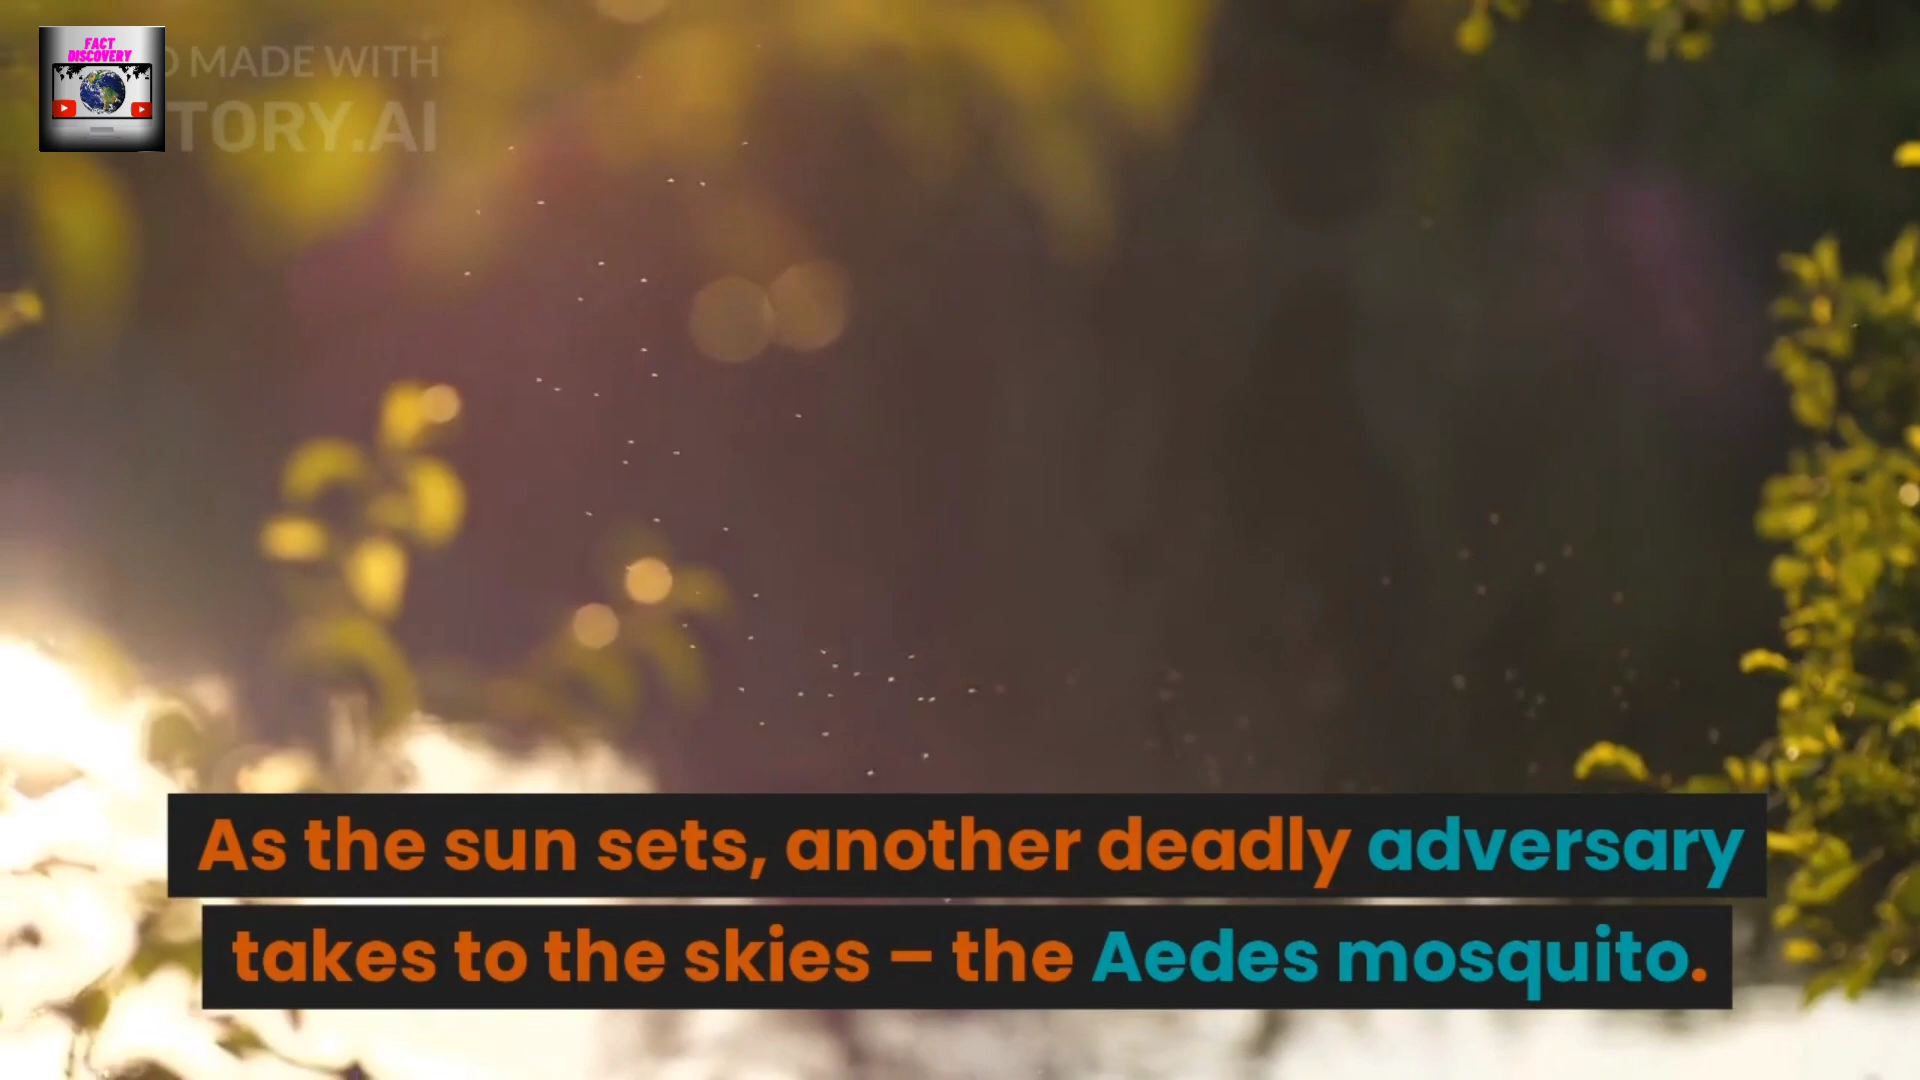 FACT
DISCOVERY
MADE WITH
TORY.AI
As the sun sets, another deadly adversary
takes to the skies – the Aedes mosquito.